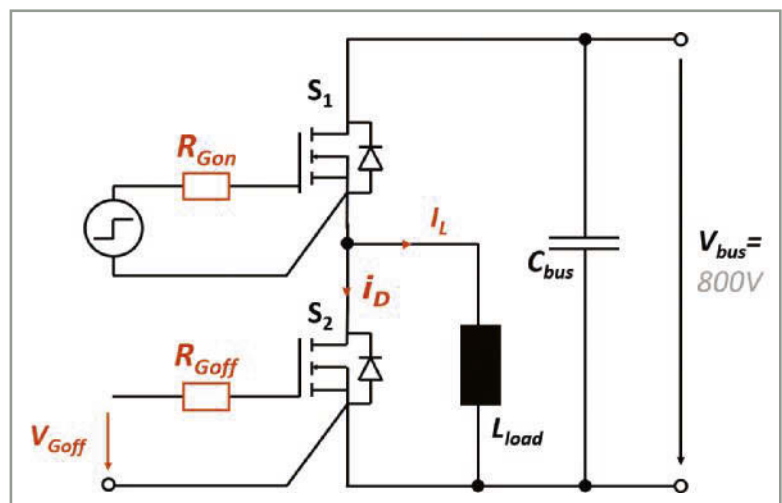 S1
RGon
IL
Vbus=
800V
Cbus
iD
S2
RGoff
VGoff
Lload